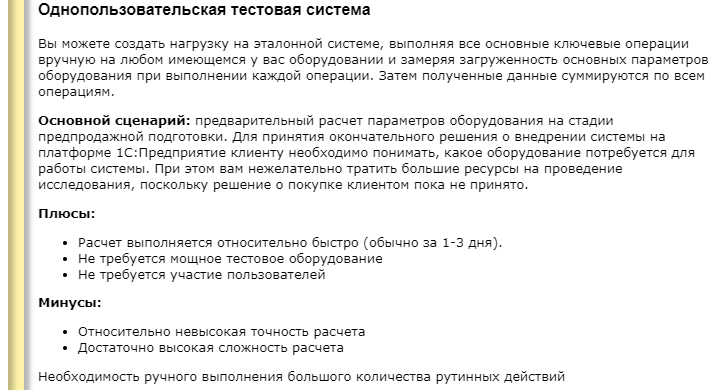 Однопользовательская тестовая система
Вы можете создать нагрузку на эталонной системе, выполняя все основные ключевые операции
вручную на любом имеющемся у вас оборудовании и замеряя загруженность основных параметров
оборудования при выполнении каждой операции. Затем полученные данные суммируются по всем
операциям.
Основной сценарий: предварительный расчет параметров оборудования на стадии
предпродажной подготовки. Для принятия окончательного решения о внедрении системы на
платформе 1С:Предприятие клиенту необходимо понимать, какое оборудование потребуется для
работы системы. При этом вам нежелательно тратить большие ресурсы на проведение
исследования, поскольку решение о покупке клиентом пока не принято.
Плюсы:
• Расчет выполняется относительно быстро (обычно за 1-3 дня).
• Не требуется мощное тестовое оборудование
• Не требуется участие пользователей
Минусы:
• Относительно невысокая точность расчета
• Достаточно высокая сложность расчета
Необходимость ручного выполнения большого количества рутинных действий